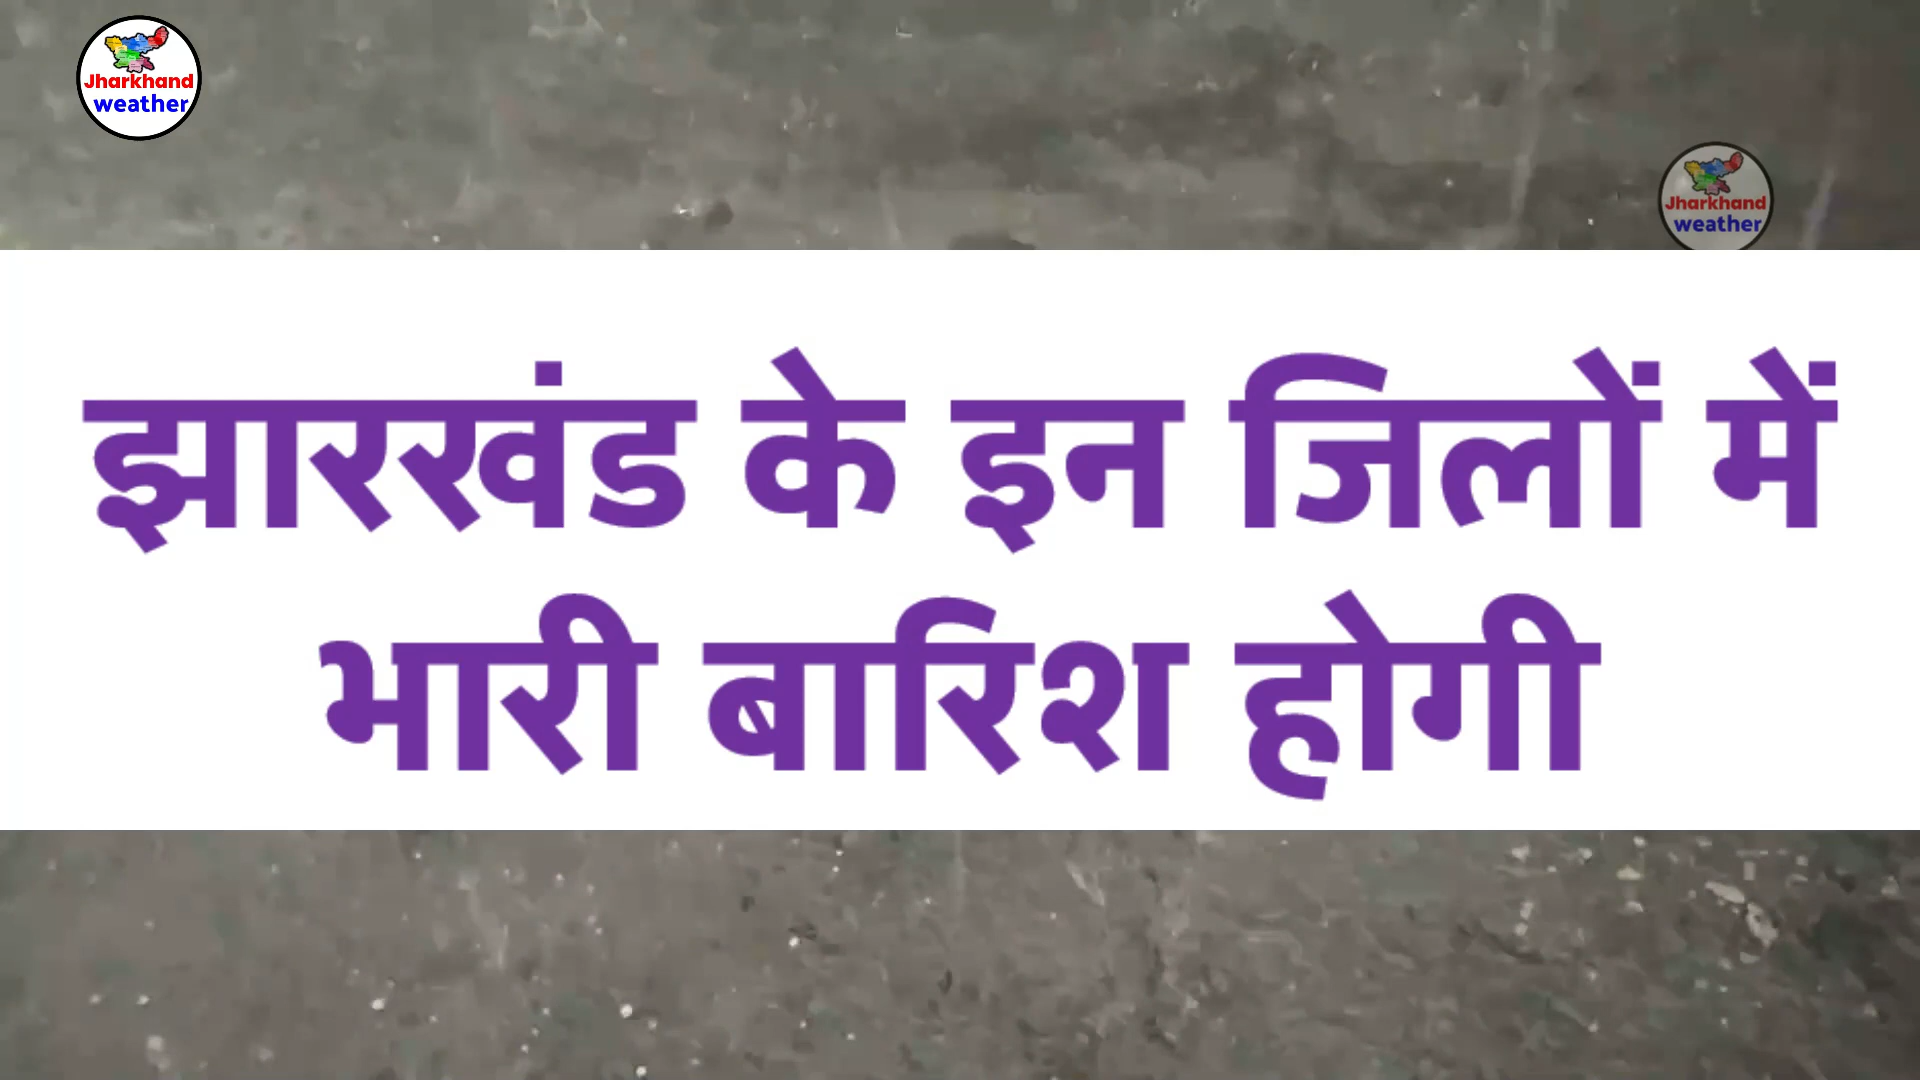 Jharkhand
weather
Jharkhand
weather
झारखंड के इन जिलों में
भारी बारिश होगी